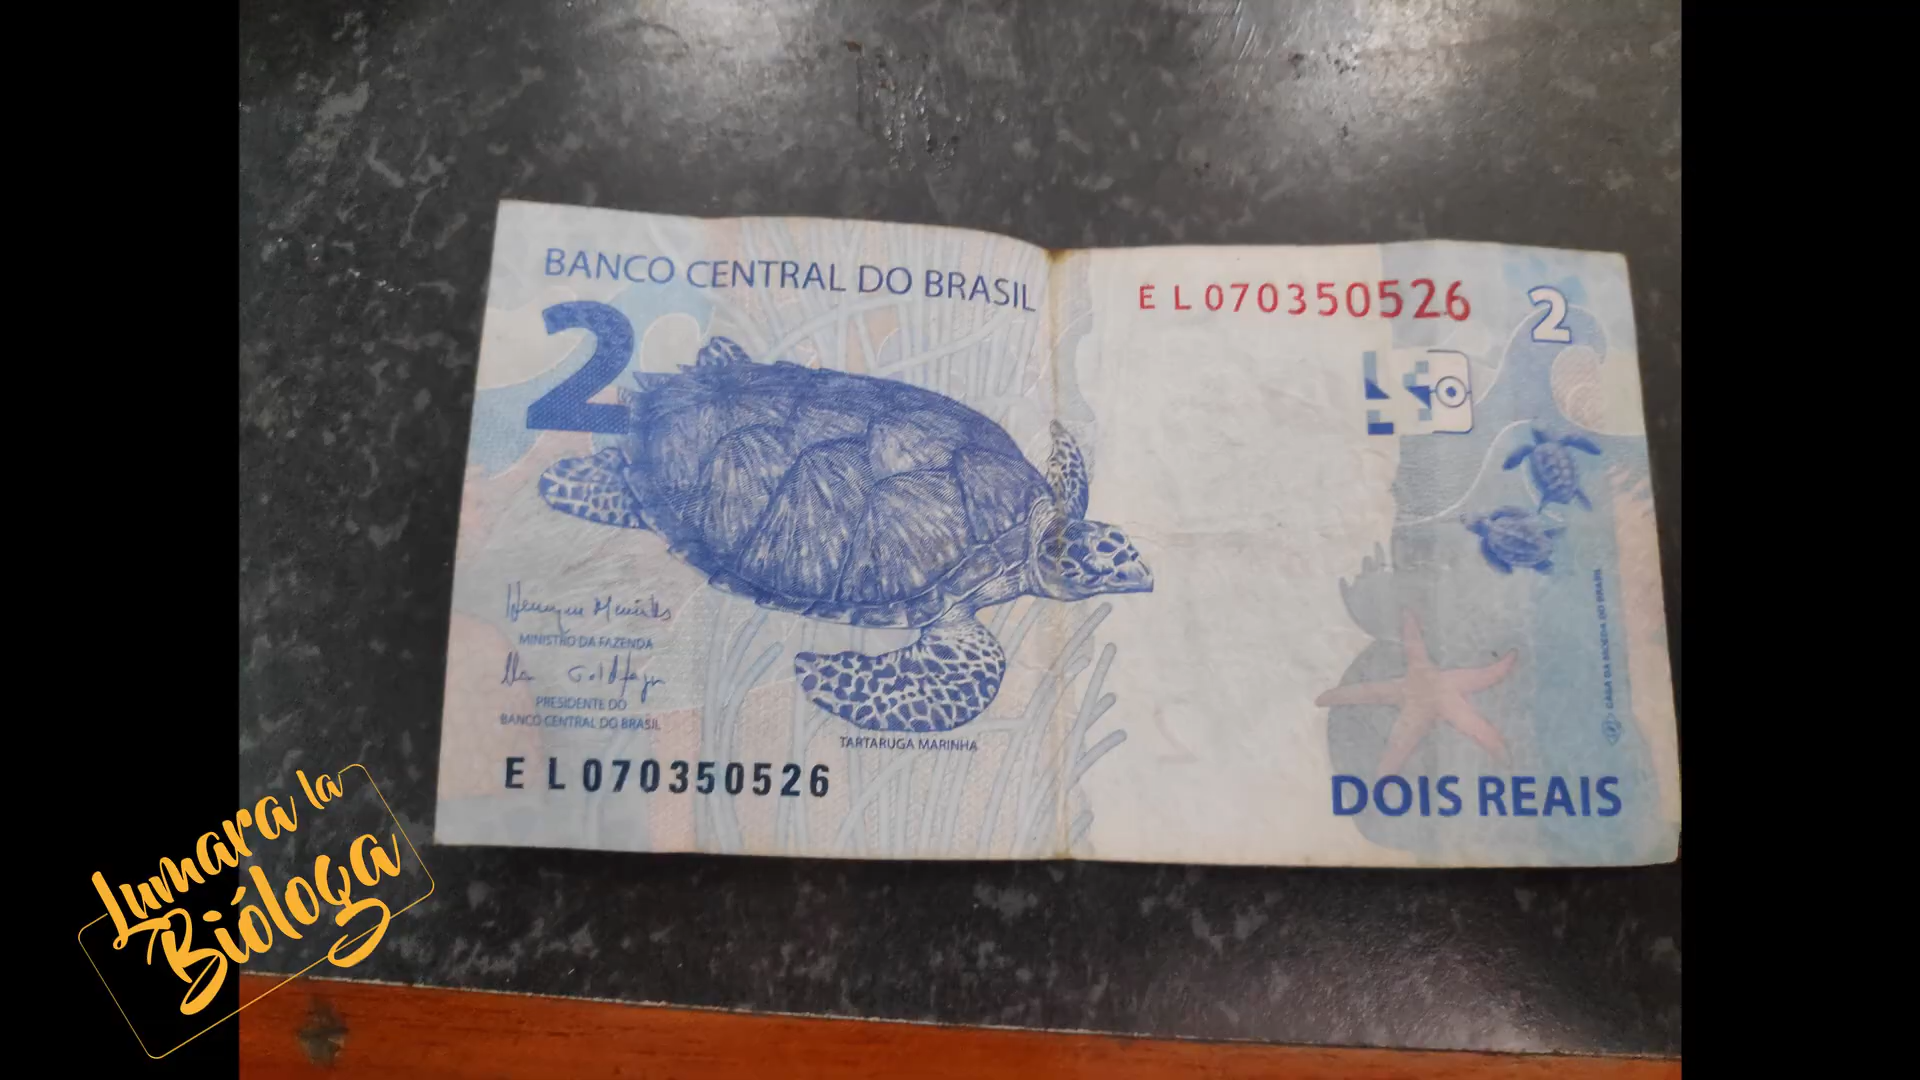 BANCO CENTRAL DO BRASIL
2
E L 070350526
2
MINISTRO DA FAZENDA
PRESIDENTE DO
BANCO CENTRAL DO BRASIL
TARTARUGA MARINHA
E L 070350526
DOIS REAIS
CASA DA MOEDA DO BRASIL
Lumara la
Bióloga